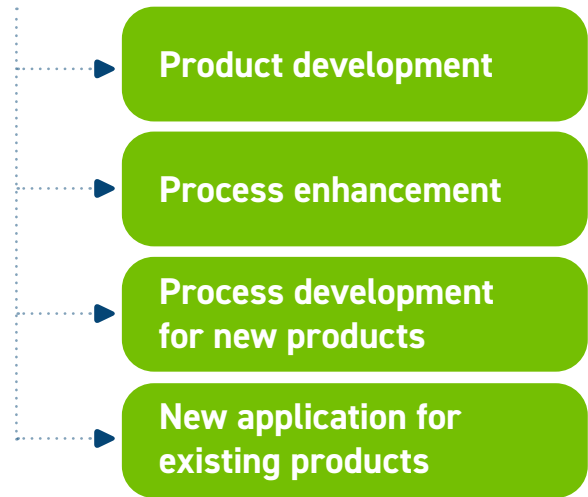 Product development
Process enhancement
Process development
for new products
New application for
existing products